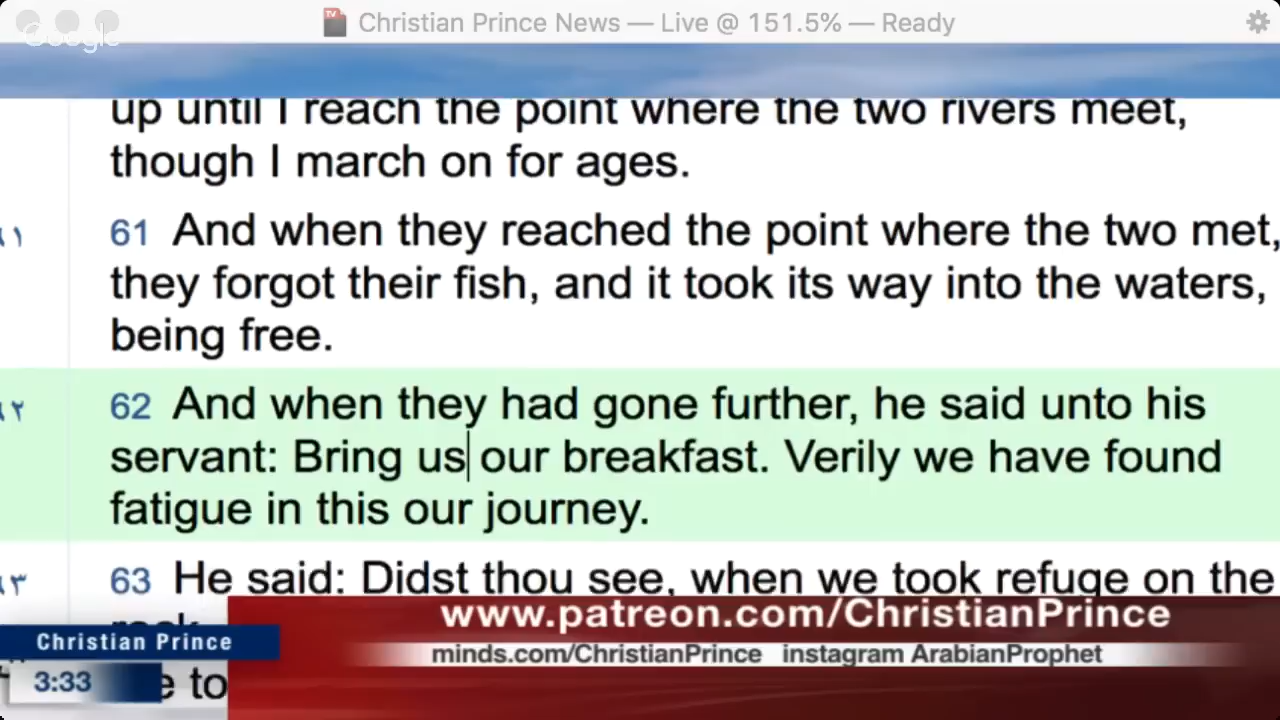 Christian Prince News — Live @ 151.5% — Ready
Google
up until I reach the point where the two rivers meet,
though I march on for ages.
61 And when they reached the point where the two met,
they forgot their fish, and it took its way into the waters,
being free.
62 And when they had gone further, he said unto his
servant: Bring us our breakfast. Verily we have found
fatigue in this our journey.
63 He said: Didst thou see, when we took refuge on the
www.patreon.com/ChristianPrince
Christian Prince
minds.com/ChristianPrince instagram ArabianProphet
3:33
to